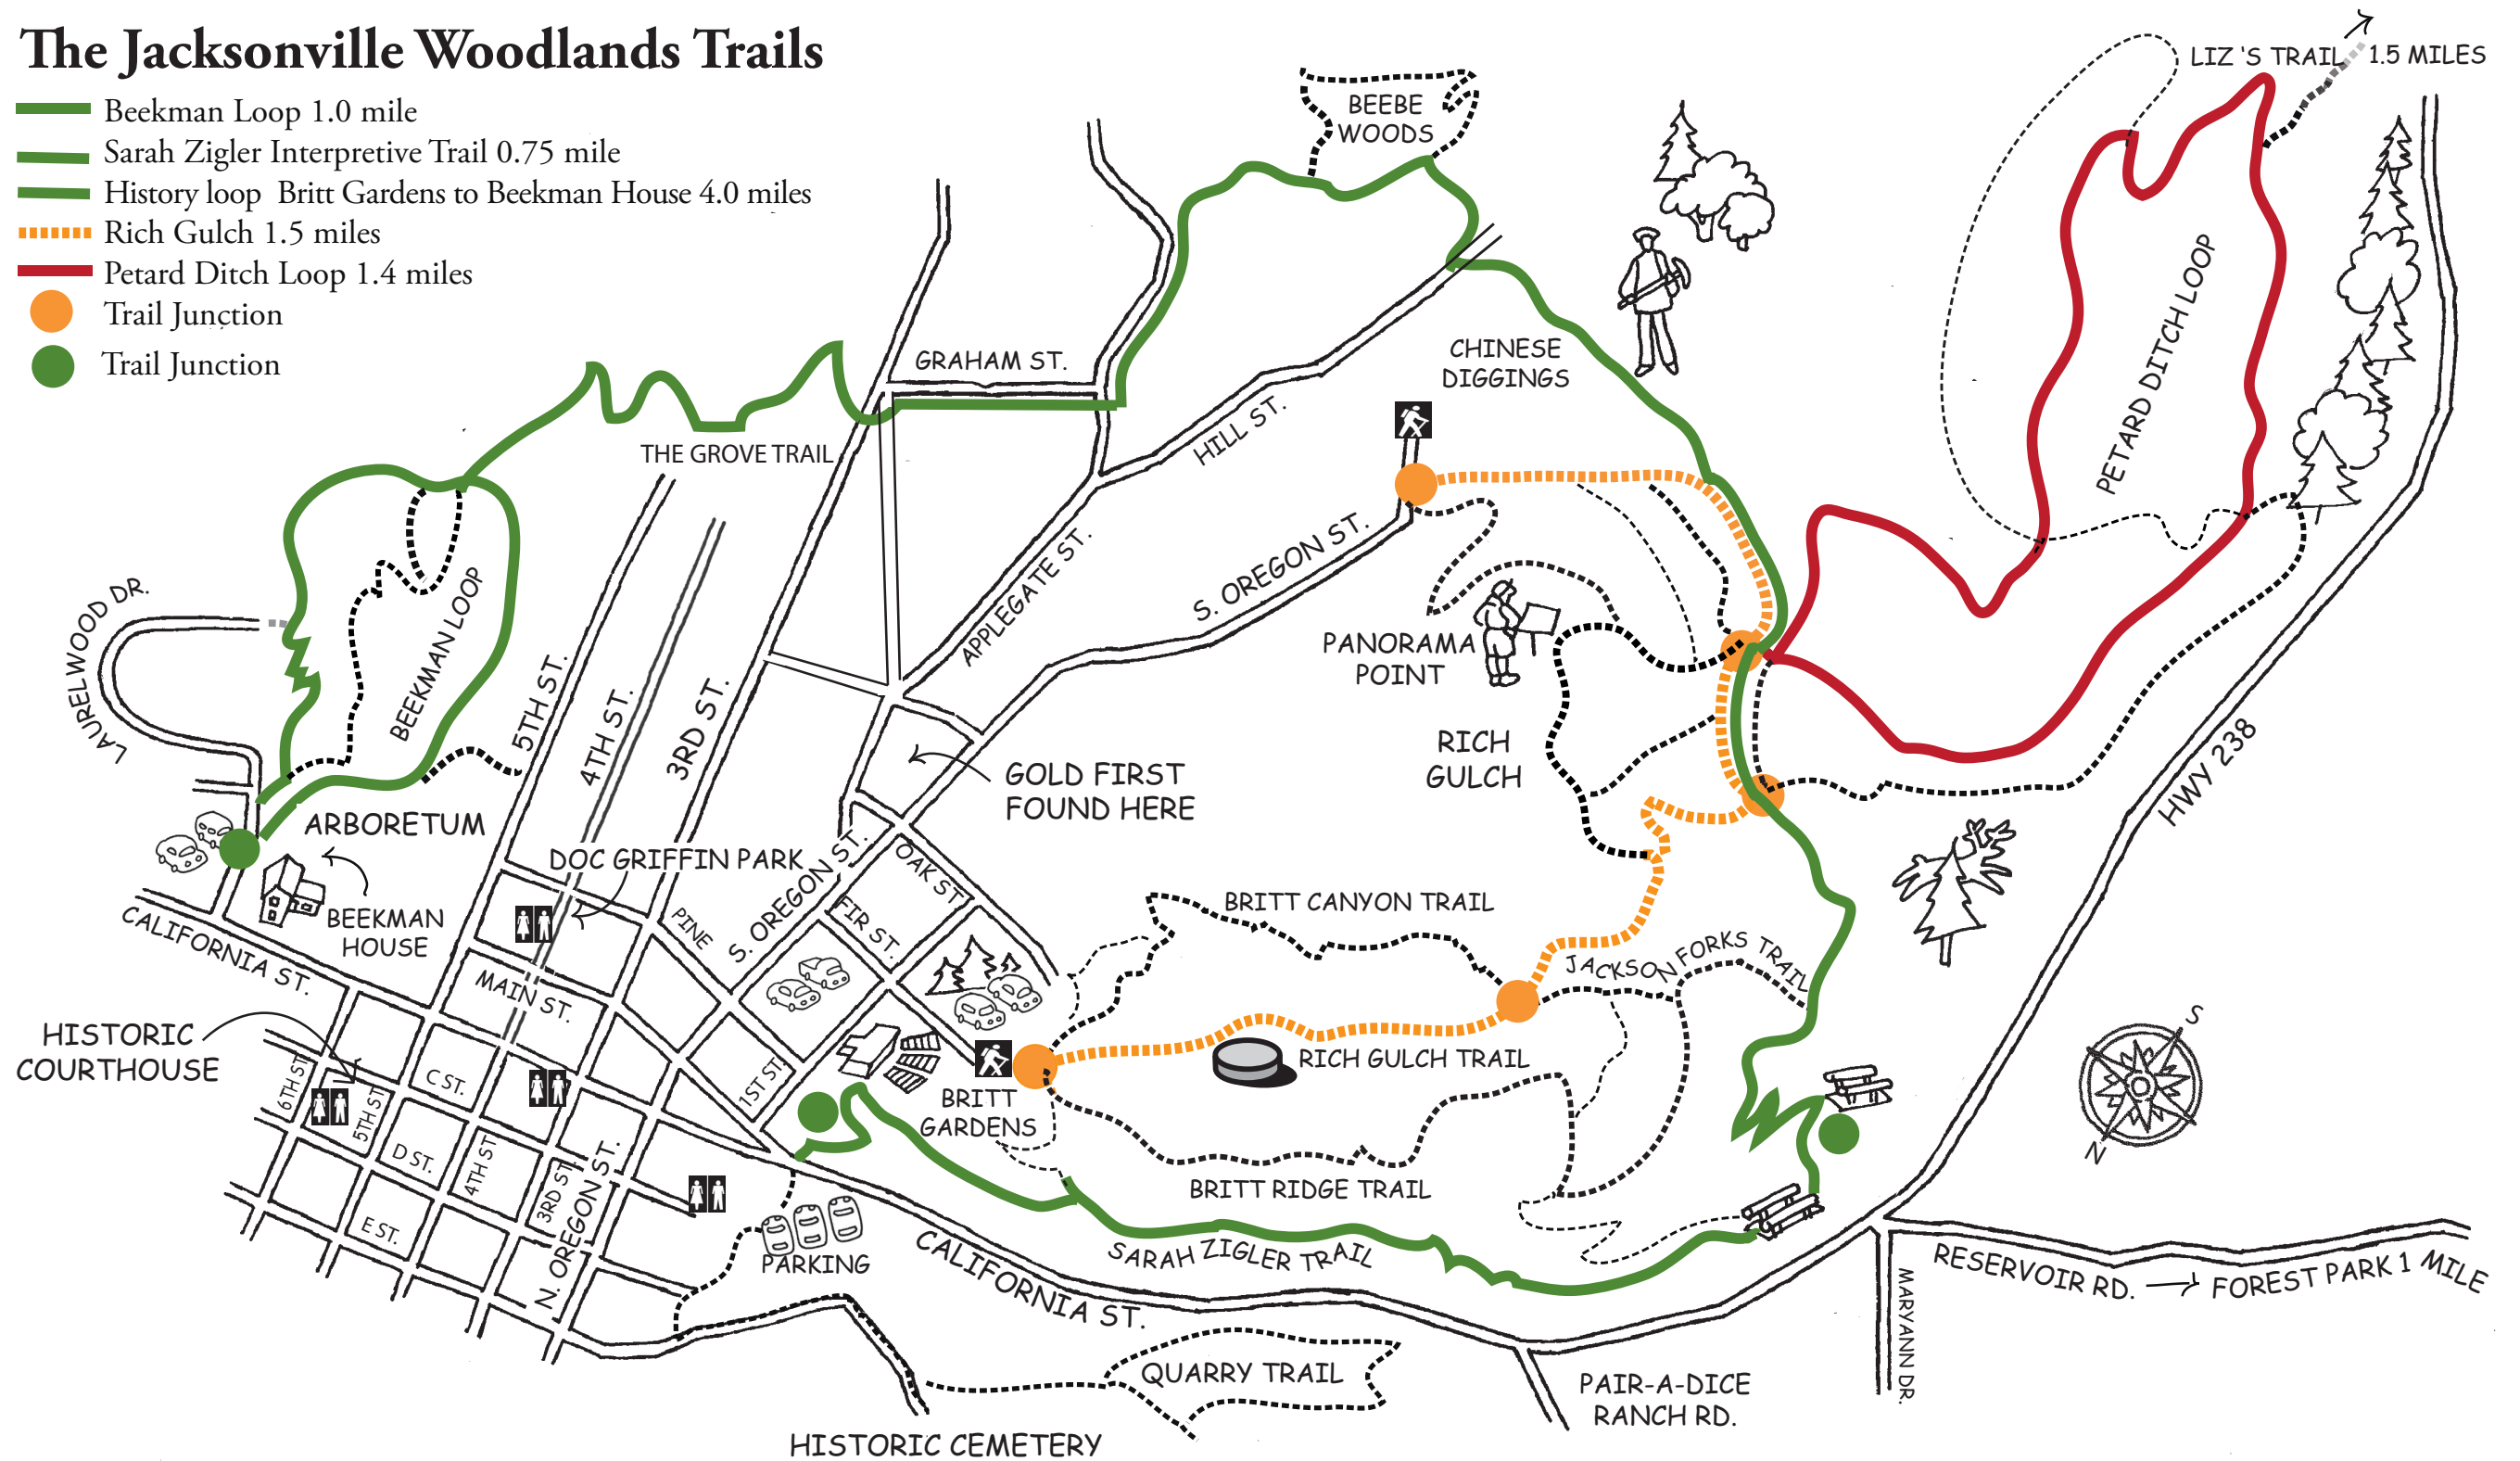 The Jacksonville Woodlands Trails
Beekman Loop 1.0 mile
Sarah Zigler Interpretive Trail 0.75 mile
History loop Britt Gardens to Beekman House 4.0 miles
Rich Gulch 1.5 miles
Petard Ditch Loop 1.4 miles
Trail Junction
Trail Junction
LIZ 'S TRAIL
1.5 MILES
BEEBE
WOODS
PETARD DITCH LOOP
GRAHAM ST.
CHINESE
DIGGINGS
HILL ST.
THE GROVE TRAIL
S. OREGON ST.
APPLEGATE ST.
LAURELWOOD DR.
BEEKMAN LOOP
5TH ST.
4TH ST.
3RD ST.
PANORAMA
POINT
RICH
GULCH
HWY 238
GOLD FIRST
FOUND HERE
ARBORETUM
DOC GRIFFIN PARK
BEEKMAN
HOUSE
CALIFORNIA ST.
PINE
S. OREGON ST.
OAK ST
FIR ST.
BRITT CANYON TRAIL
JACKSON FORKS TRAIL
MAIN ST.
HISTORIC
COURTHOUSE
6TH ST
5TH ST
C ST.
1ST ST.
BRITT
GARDENS
RICH GULCH TRAIL
S
N
D ST.
4TH ST
3RD ST.
E ST.
N. OREGON ST.
BRITT RIDGE TRAIL
PARKING
SARAH ZIGLER TRAIL
CALIFORNIA ST.
RESERVOIR RD.
FOREST PARK 1 MILE
MARYANN DR.
QUARRY TRAIL
PAIR-A-DICE
RANCH RD.
HISTORIC CEMETERY